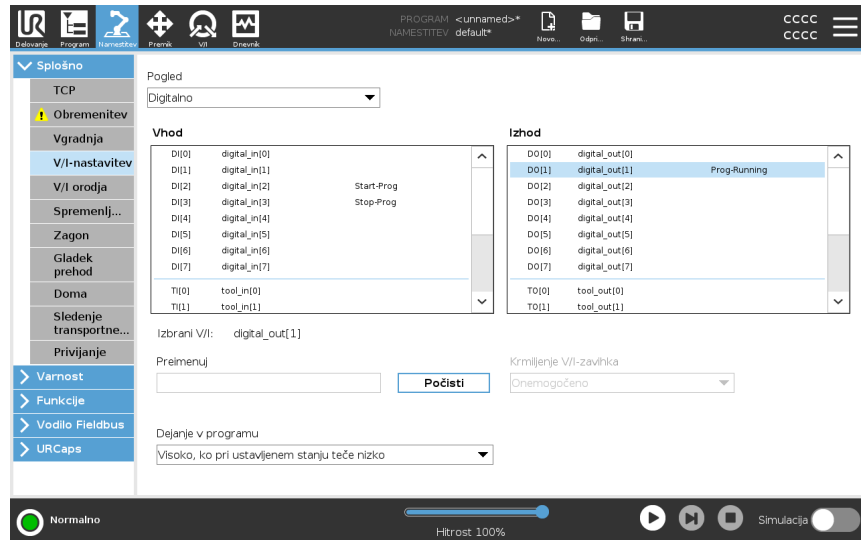 PROGRAM <unnamed>*
NAMESTITEV default*
CCCC
CCCC
Delovanje Program Namestitev Premik V/I Dnevnik Novo... Odpri... Shrani...
Splošno
TCP
Obremenitev
Vgradnja
V/I-nastavitev
V/I orodja
Spremenlj...
Zagon
Gladek
prehod
Doma
Sledenje
transportne...
Privijanje
Varnost
Funkcije
Vodilo Fieldbus
URCaps
Pogled
Digitalno
Vhod
DI[0] digital_in[0]
DI[1] digital_in[1]
DI[2] digital_in[2] Start-Prog
DI[3] digital_in[3] Stop-Prog
DI[4] digital_in[4]
DI[5] digital_in[5]
DI[6] digital_in[6]
DI[7] digital_in[7]
TI[0] tool_in[0]
TI[1] tool_in[1]
Izhod
DO[0] digital_out[0]
DO[1] digital_out[1] Prog-Running
DO[2] digital_out[2]
DO[3] digital_out[3]
DO[4] digital_out[4]
DO[5] digital_out[5]
DO[6] digital_out[6]
DO[7] digital_out[7]
TO[0] tool_out[0]
TO[1] tool_out[1]
Izbrani V/I: digital_out[1]
Preimenuj
Počisti
Krmiljenje V/I-zavihka
Onemogočeno
Dejanje v programu
Visoko, ko pri ustavljenem stanju teče nizko
Normalno
Hitrost 100%
Simulacija